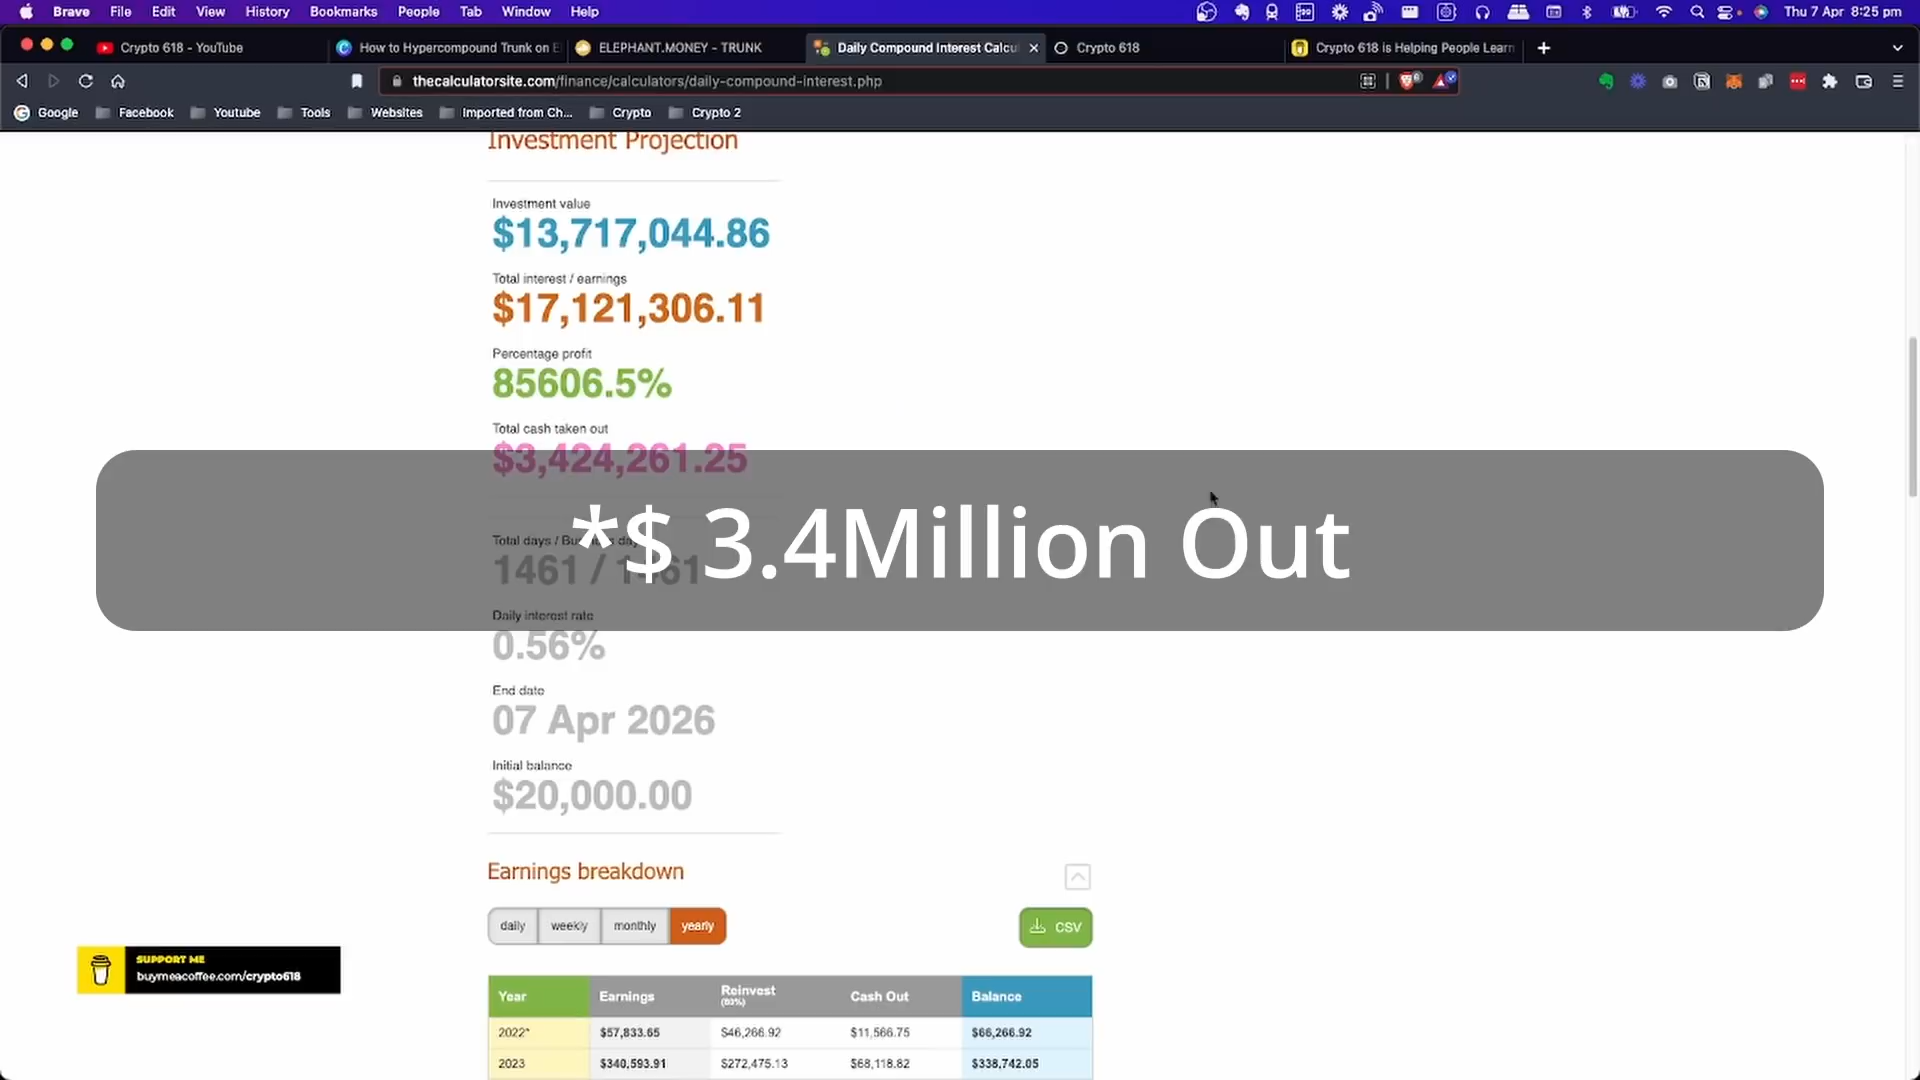 Brave File Edit View History Bookmarks People Tab Window Help Thu 7 Apr 8:25 pm
Crypto 618 - YouTube How to Hypercompound Trunk on E ELEPHANT.MONEY - TRUNK Daily Compound Interest Calcu Crypto 618 Crypto 618 is Helping People Learn
thecalculatorsite.com/finance/calculators/daily-compound-interest.php
Google Facebook Youtube Tools Websites Imported from Ch... Crypto Crypto 2
Investment Projection
Investment value
$13,717,044.86
Total interest / earnings
$17,121,306.11
Percentage profit
85606.5%
Total cash taken out
$3,424,261.25
*$ 3.4Million Out
Total days /
1461 / 1461
Daily interest rate
0.56%
End date
07 Apr 2026
Initial balance
$20,000.00
Earnings breakdown
daily weekly monthly yearly CSV
SUPPORT ME
buymeacoffee.com/crypto618
Year Earnings Reinvest (80%) Cash Out Balance
2022* $57,833.65 $46,266.92 $11,566.75 $66,266.92
2023 $340,593.91 $272,475.13 $68,118.82 $338,742.05